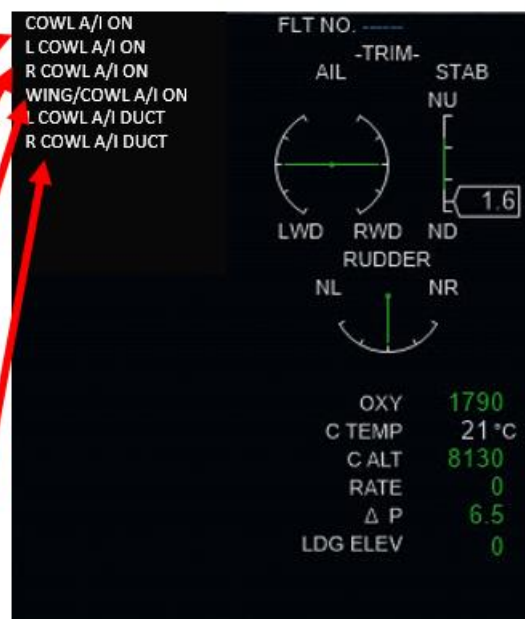 COWL A/I ON
L COWL A/I ON
R COWL A/I ON
WING/COWL A/I ON
L COWL A/I DUCT
R COWL A/I DUCT
FLT NO. -----
-TRIM-
AIL STAB
NU
1.6
LWD RWD ND
RUDDER
NL NR
OXY 1790
C TEMP 21 °C
C ALT 8130
RATE 0
Δ P 6.5
LDG ELEV 0